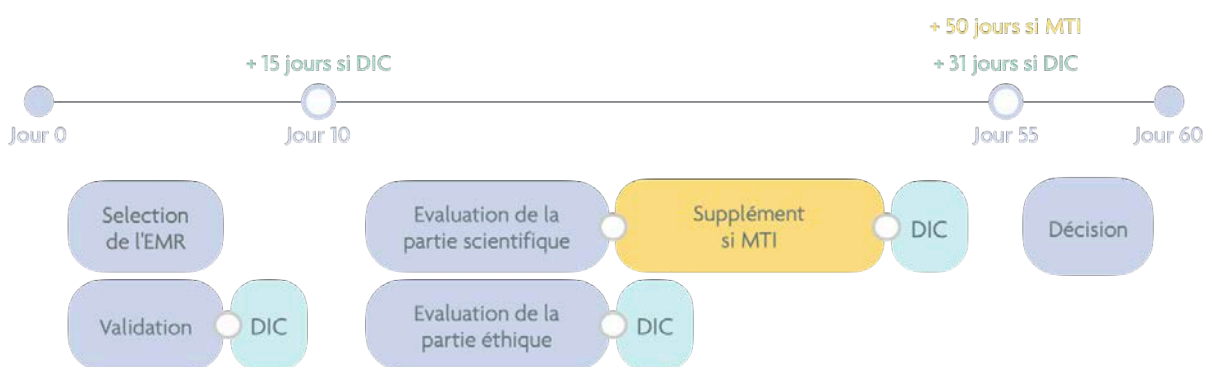 + 50 jours si MTI
+ 15 jours si DIC
+ 31 jours si DIC
Jour 0
Jour 10
Jour 55
Jour 60
Selection
de l'EMR
Evaluation de la
partie scientifique
Supplément
si MTI
DIC
Décision
Validation
DIC
Evaluation de la
partie éthique
DIC